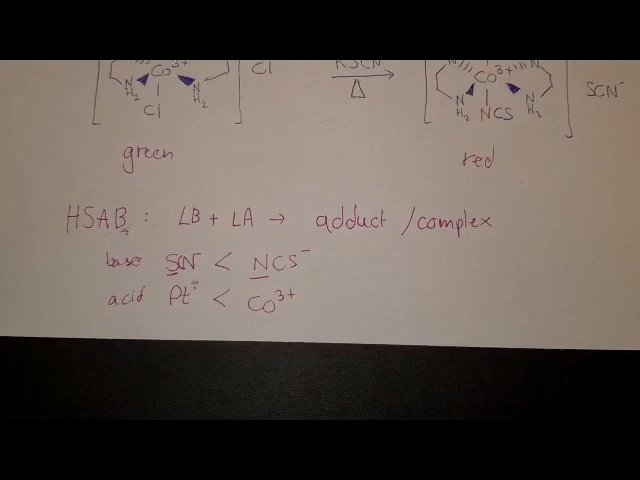 Co³⁺ Cl KSCN Co³⁺ N SCN⁻
N H₂ N H₂ Δ N H₂ N H₂
Cl NCS
green red
HSAB : LB + LA → adduct / complex
base SCN⁻ < NCS⁻
acid Pt < Co³⁺